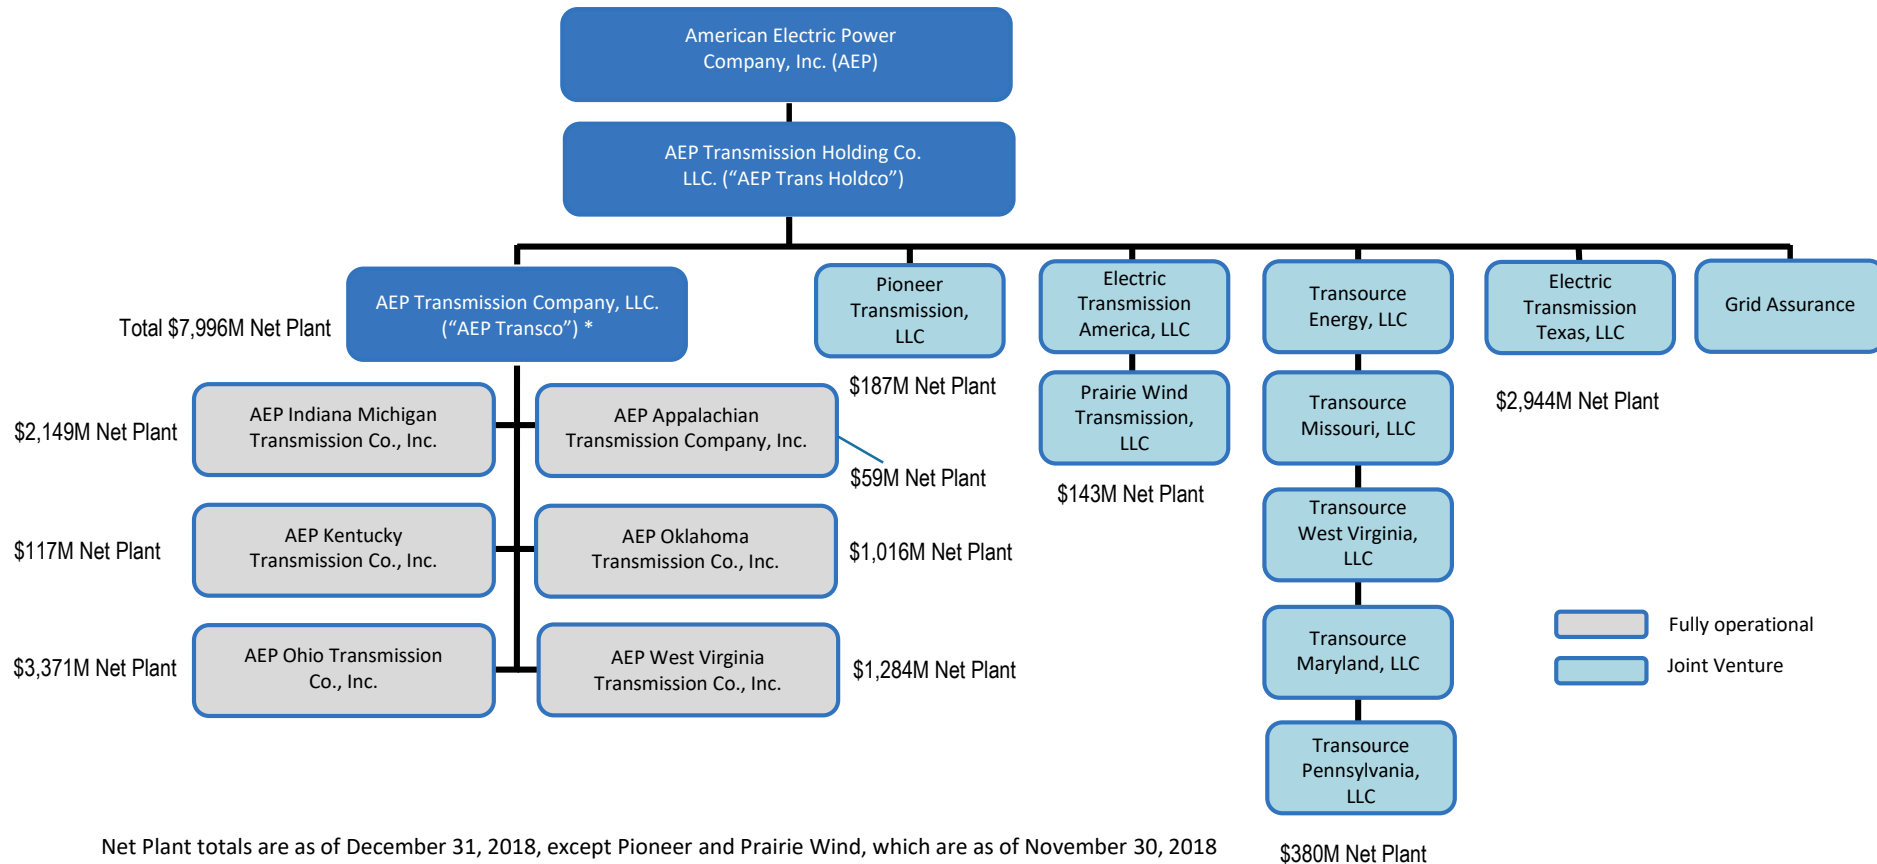 American Electric Power
Company, Inc. (AEP)
AEP Transmission Holding Co.
LLC. (“AEP Trans Holdco”)
Total $7,996M Net Plant
AEP Transmission Company, LLC.
(“AEP Transco”) *
Pioneer
Transmission,
LLC
$187M Net Plant
Electric
Transmission
America, LLC
Prairie Wind
Transmission,
LLC
$143M Net Plant
Transource
Energy, LLC
Transource
Missouri, LLC
Transource
West Virginia,
LLC
Transource
Maryland, LLC
Transource
Pennsylvania,
LLC
$380M Net Plant
Electric
Transmission
Texas, LLC
$2,944M Net Plant
Grid Assurance
$2,149M Net Plant
AEP Indiana Michigan
Transmission Co., Inc.
AEP Appalachian
Transmission Company, Inc.
$59M Net Plant
$117M Net Plant
AEP Kentucky
Transmission Co., Inc.
AEP Oklahoma
Transmission Co., Inc.
$1,016M Net Plant
$3,371M Net Plant
AEP Ohio Transmission
Co., Inc.
AEP West Virginia
Transmission Co., Inc.
$1,284M Net Plant
Fully operational
Joint Venture
Net Plant totals are as of December 31, 2018, except Pioneer and Prairie Wind, which are as of November 30, 2018